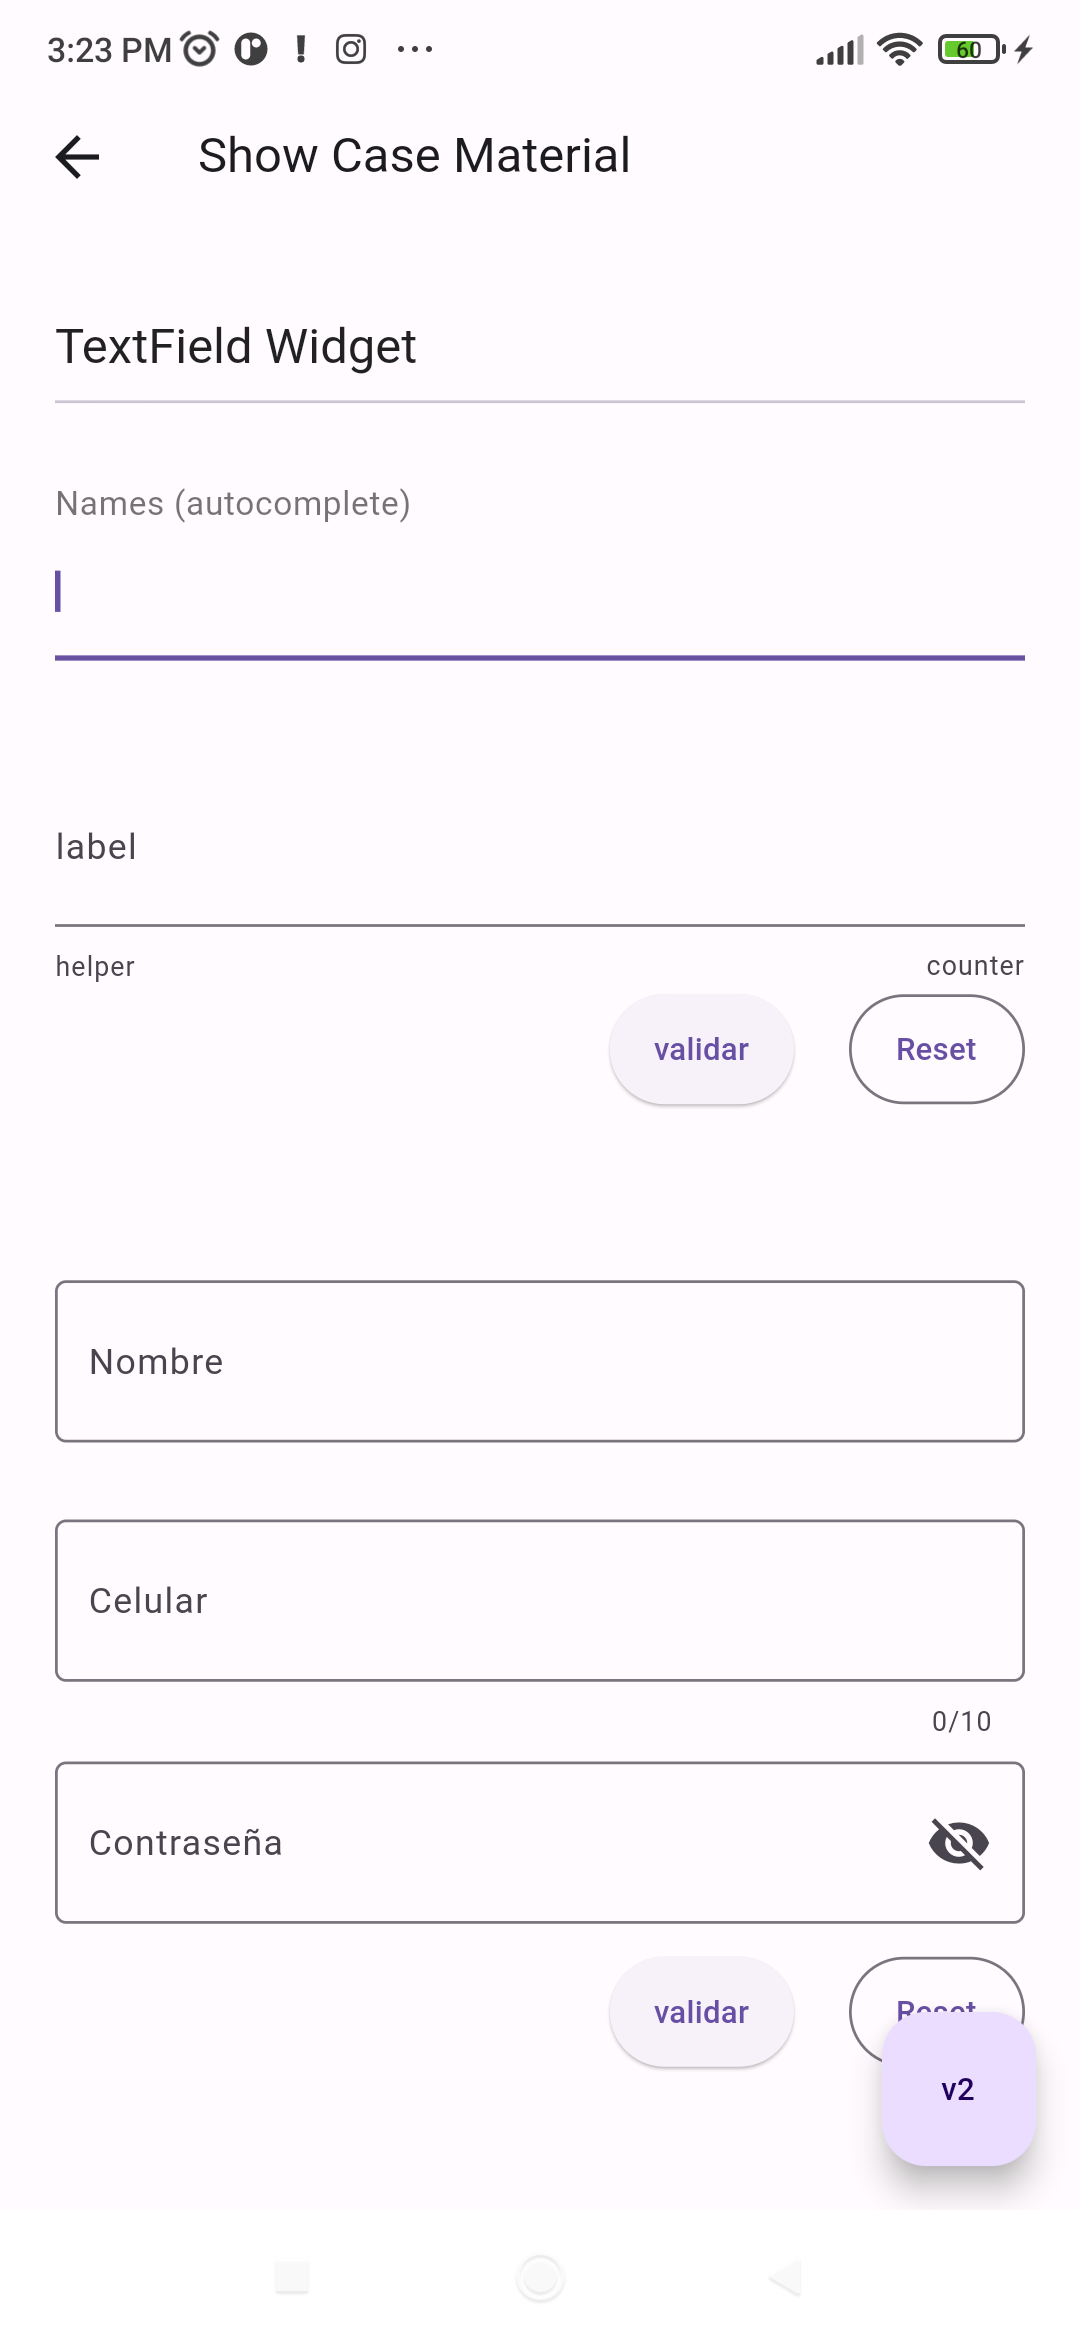 3:23 PM
60
Show Case Material
TextField Widget
Names (autocomplete)
label
helper
counter
validar
Reset
Nombre
Celular
0/10
Contraseña
validar
Reset
v2